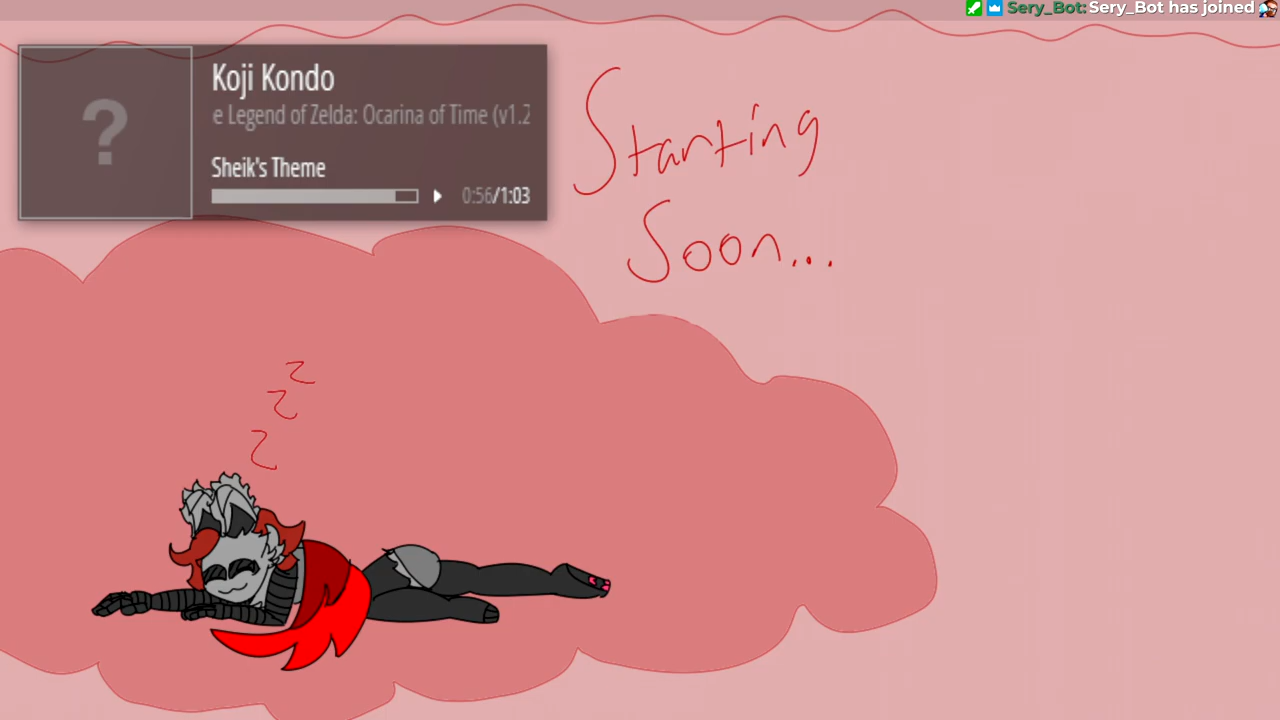 Sery_Bot: Sery_Bot has joined
Koji Kondo
e Legend of Zelda: Ocarina of Time (v1.2
Sheik's Theme
0:56/1:03
?
Starting
Soon...
z
z
z